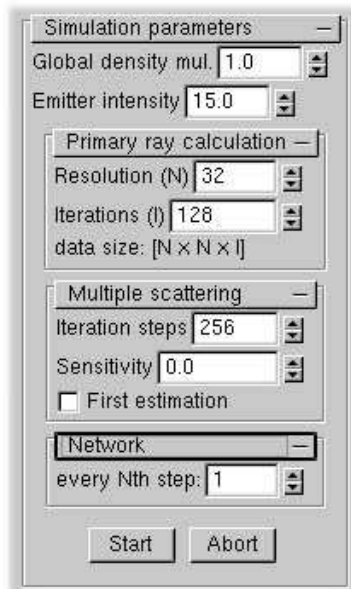 Simulation parameters
Global density mul. 1.0
Emitter intensity 15.0
Primary ray calculation
Resolution (N) 32
Iterations (I) 128
data size: [N × N × I]
Multiple scattering
Iteration steps 256
Sensitivity 0.0
First estimation
Network
every Nth step: 1
Start Abort